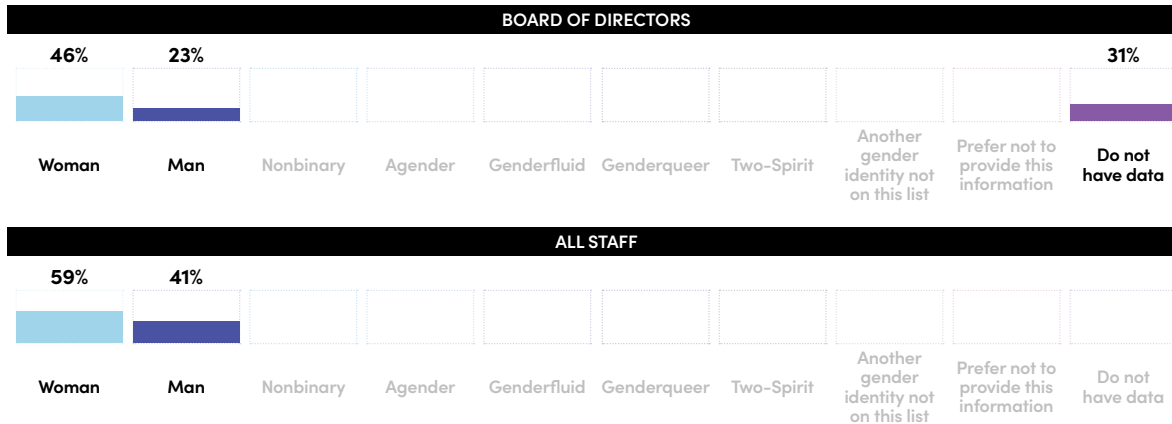 BOARD OF DIRECTORS
46% 23% 31%
Woman Man Nonbinary Agender Genderfluid Genderqueer Two-Spirit
Another
gender
identity not
on this list
Prefer not to
provide this
information
Do not
have data
ALL STAFF
59% 41%
Woman Man Nonbinary Agender Genderfluid Genderqueer Two-Spirit
Another
gender
identity not
on this list
Prefer not to
provide this
information
Do not
have data